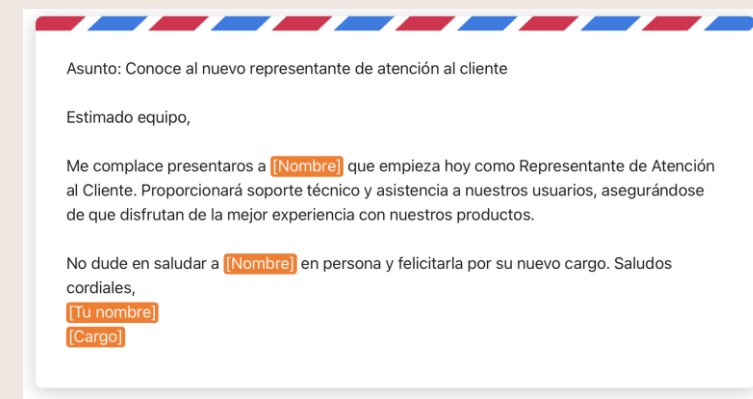 Asunto: Conoce al nuevo representante de atención al cliente
Estimado equipo,
Me complace presentaros a [Nombre] que empieza hoy como Representante de Atención
al Cliente. Proporcionará soporte técnico y asistencia a nuestros usuarios, asegurándose
de que disfrutan de la mejor experiencia con nuestros productos.
No dude en saludar a [Nombre] en persona y felicitarla por su nuevo cargo. Saludos
cordiales,
[Tu nombre]
[Cargo]